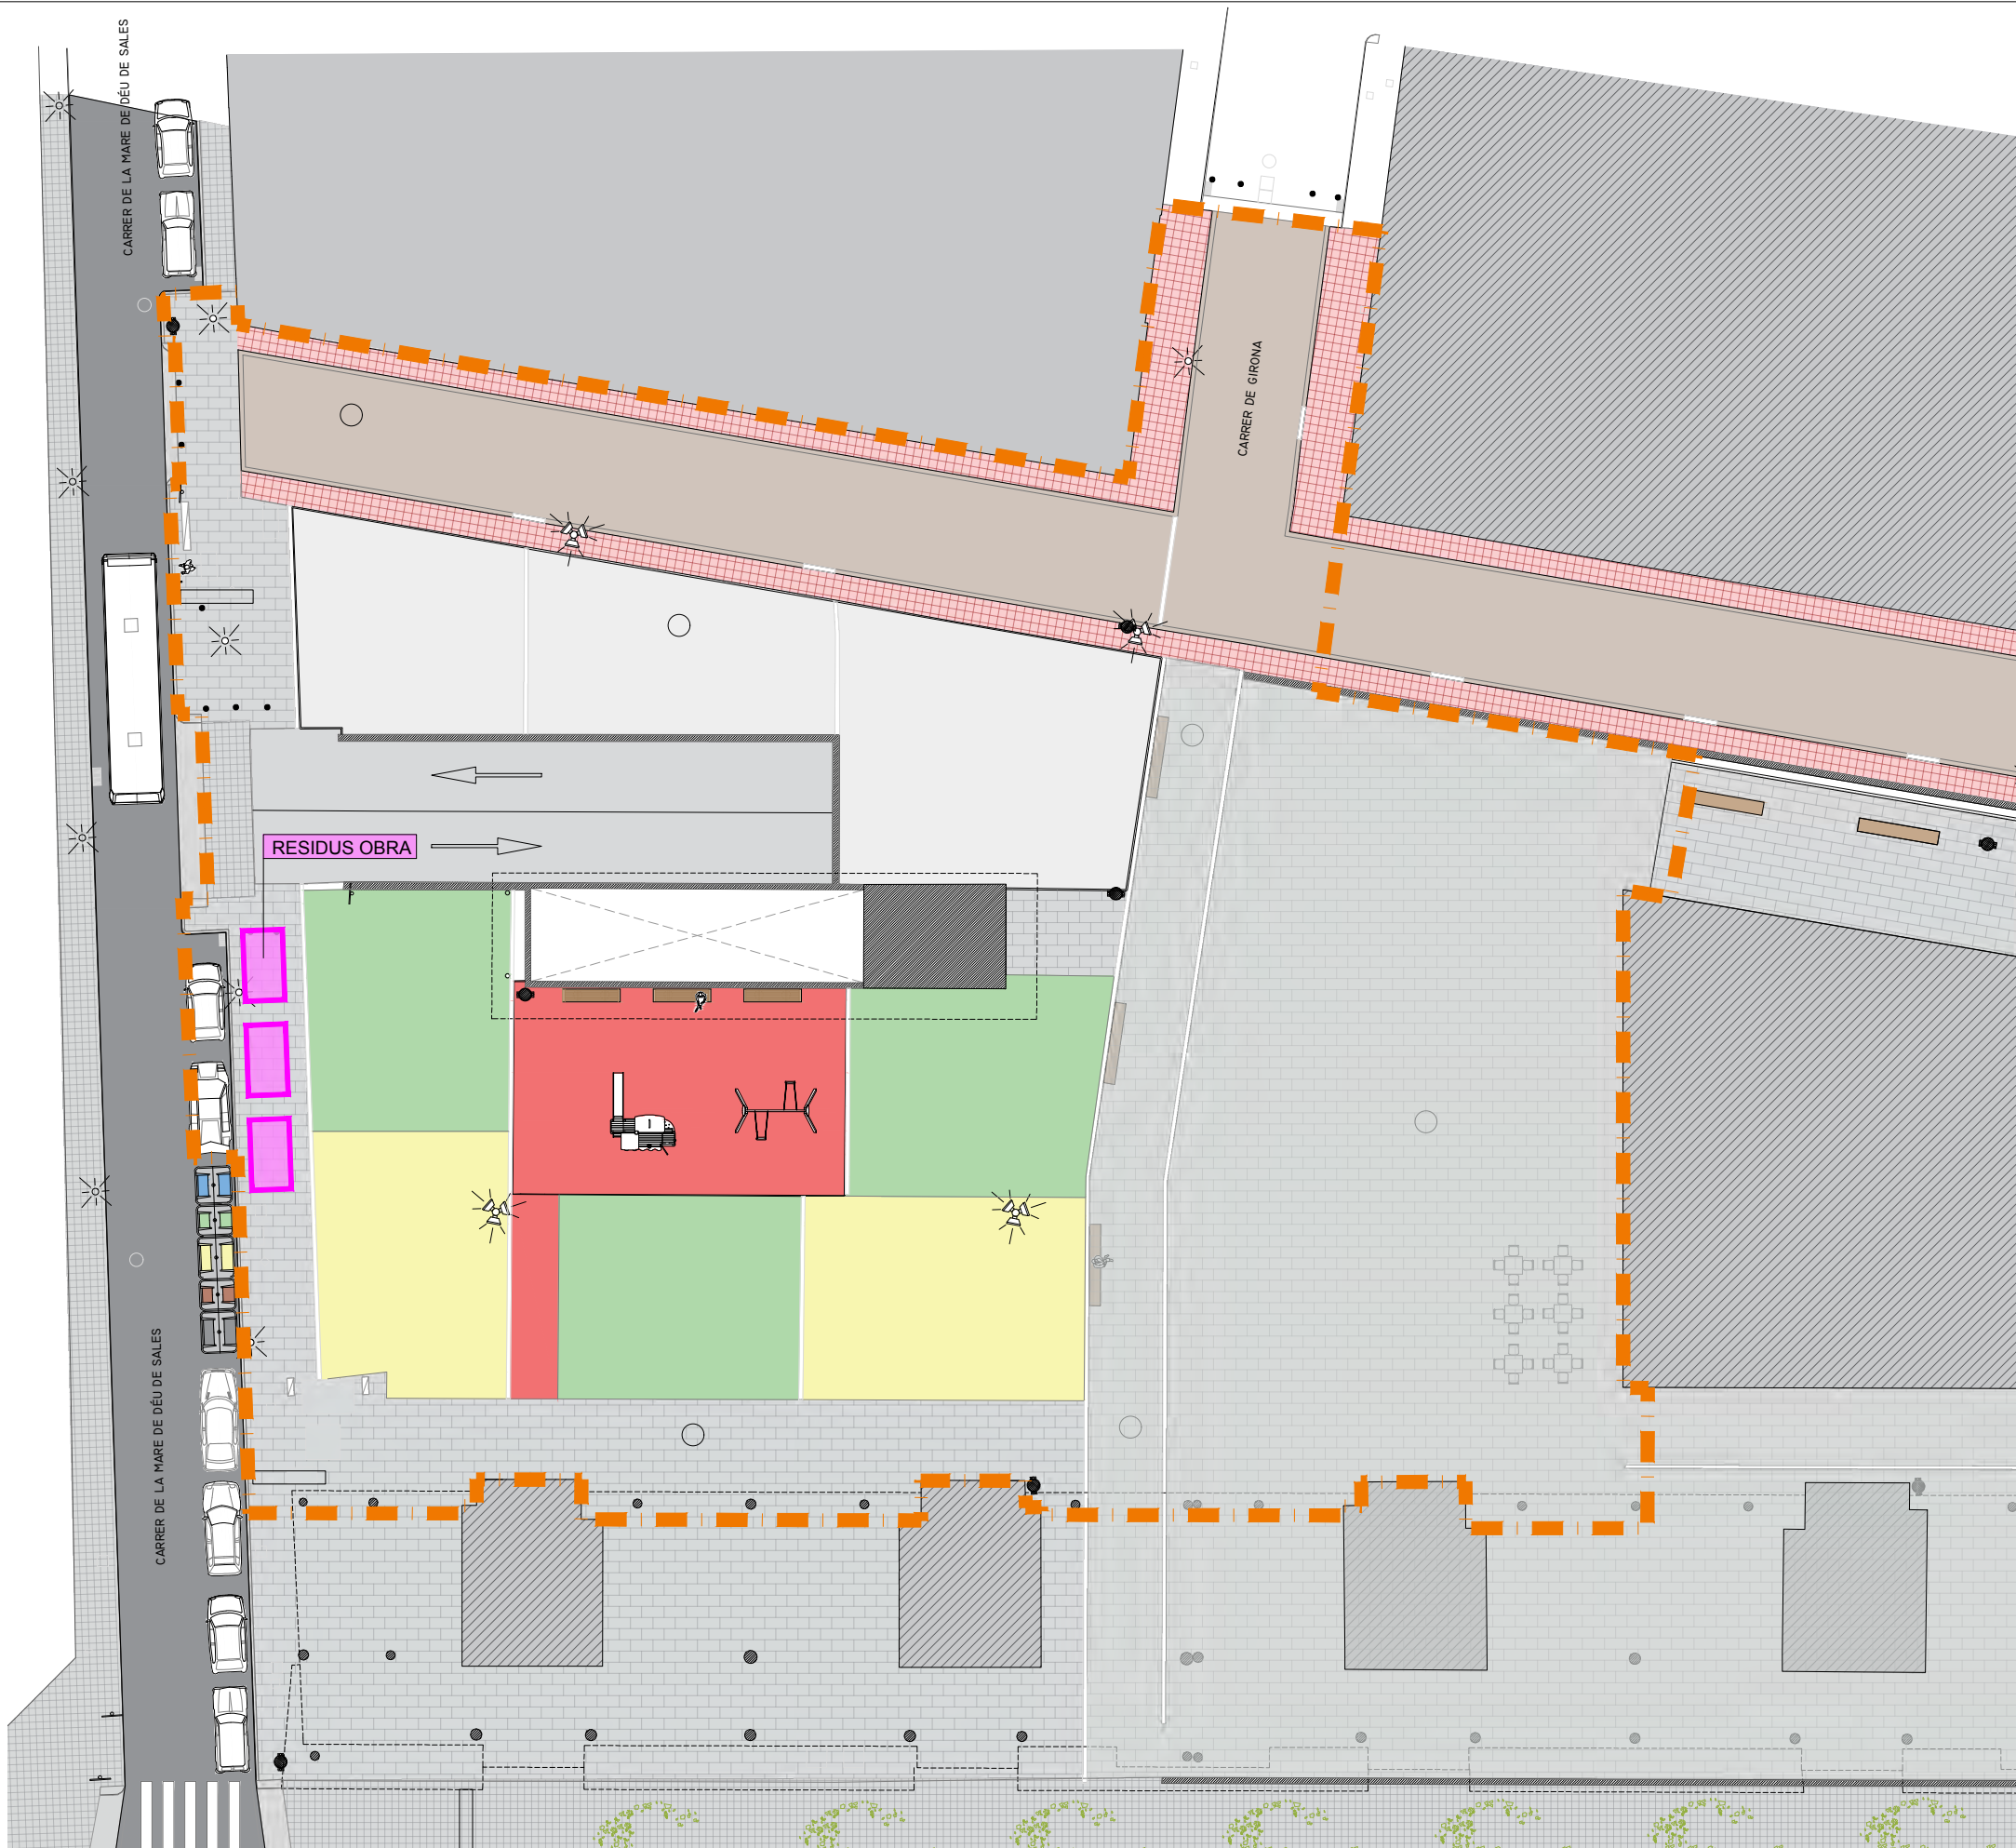 CARRER DE LA MARE DE DÉU DE SALES
CARRER DE GIRONA
RESIDUS OBRA
CARRER DE LA MARE DE DÉU DE SALES